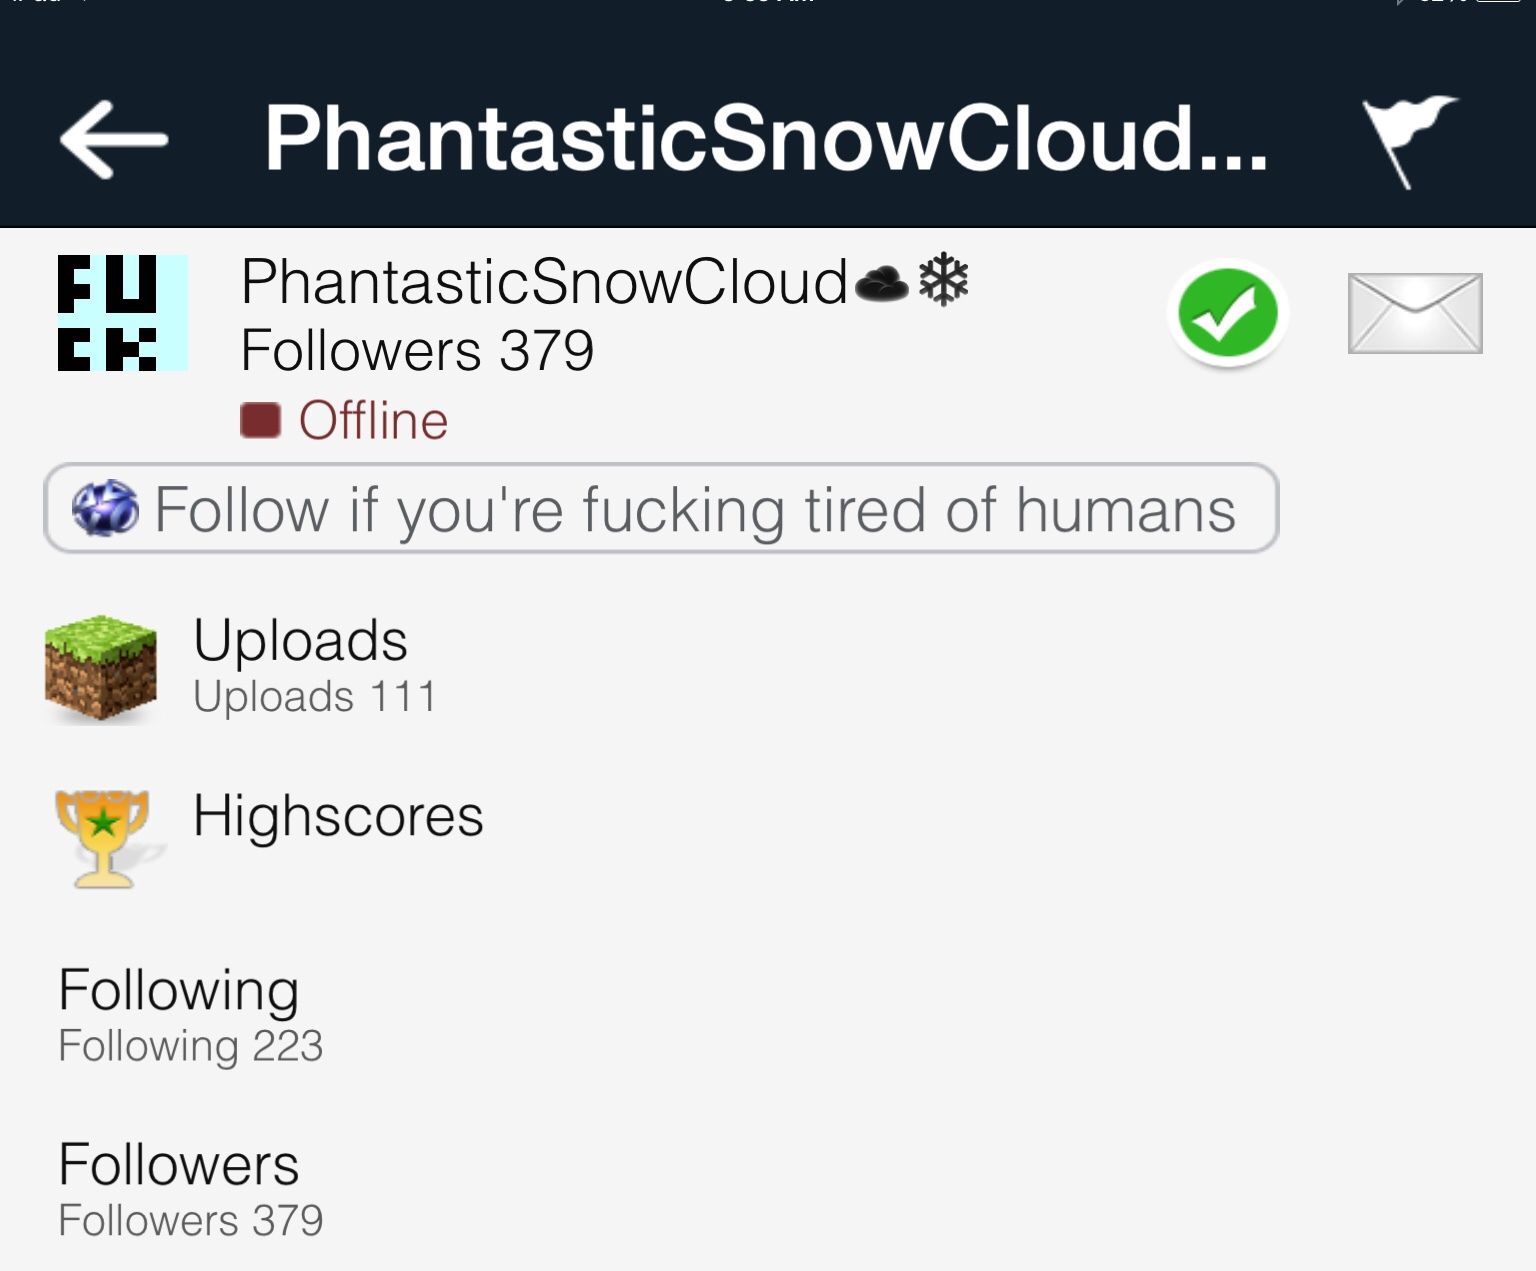 PhantasticSnowCloud...
FU
CK
PhantasticSnowCloud☁❄
Followers 379
Offline
Follow if you're fucking tired of humans
Uploads
Uploads 111
Highscores
Following
Following 223
Followers
Followers 379